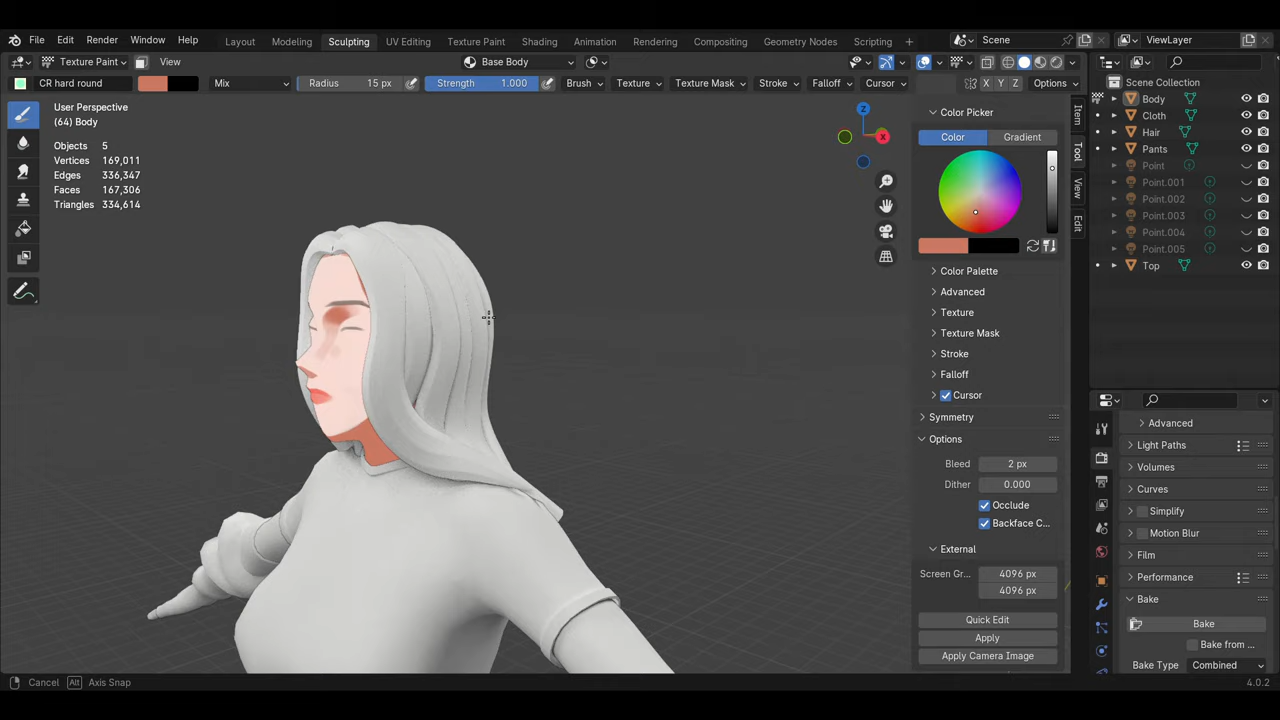 File Edit Render Window Help Layout Modeling Sculpting UV Editing Texture Paint Shading Animation Rendering Compositing Geometry Nodes Scripting + Scene ViewLayer
Texture Paint View Base Body
CR hard round Mix Radius 15 px Strength 1.000 Brush Texture Texture Mask Stroke Falloff Cursor X Y Z Options
User Perspective
(64) Body
Objects 5
Vertices 169,011
Edges 336,347
Faces 167,306
Triangles 334,614
Z
X
Color Picker
Color Gradient
Color Palette
Advanced
Texture
Texture Mask
Stroke
Falloff
Cursor
Symmetry
Options
Bleed 2 px
Dither 0.000
Occlude
Backface C...
External
Screen Gr... 4096 px
4096 px
Quick Edit
Apply
Apply Camera Image
Item
Tool
View
Edit
Scene Collection
Body
Cloth
Hair
Pants
Point
Point.001
Point.002
Point.003
Point.004
Point.005
Top
Advanced
Light Paths
Volumes
Curves
Simplify
Motion Blur
Film
Performance
Bake
Bake
Bake from ...
Bake Type Combined
Cancel Alt Axis Snap
4.0.2